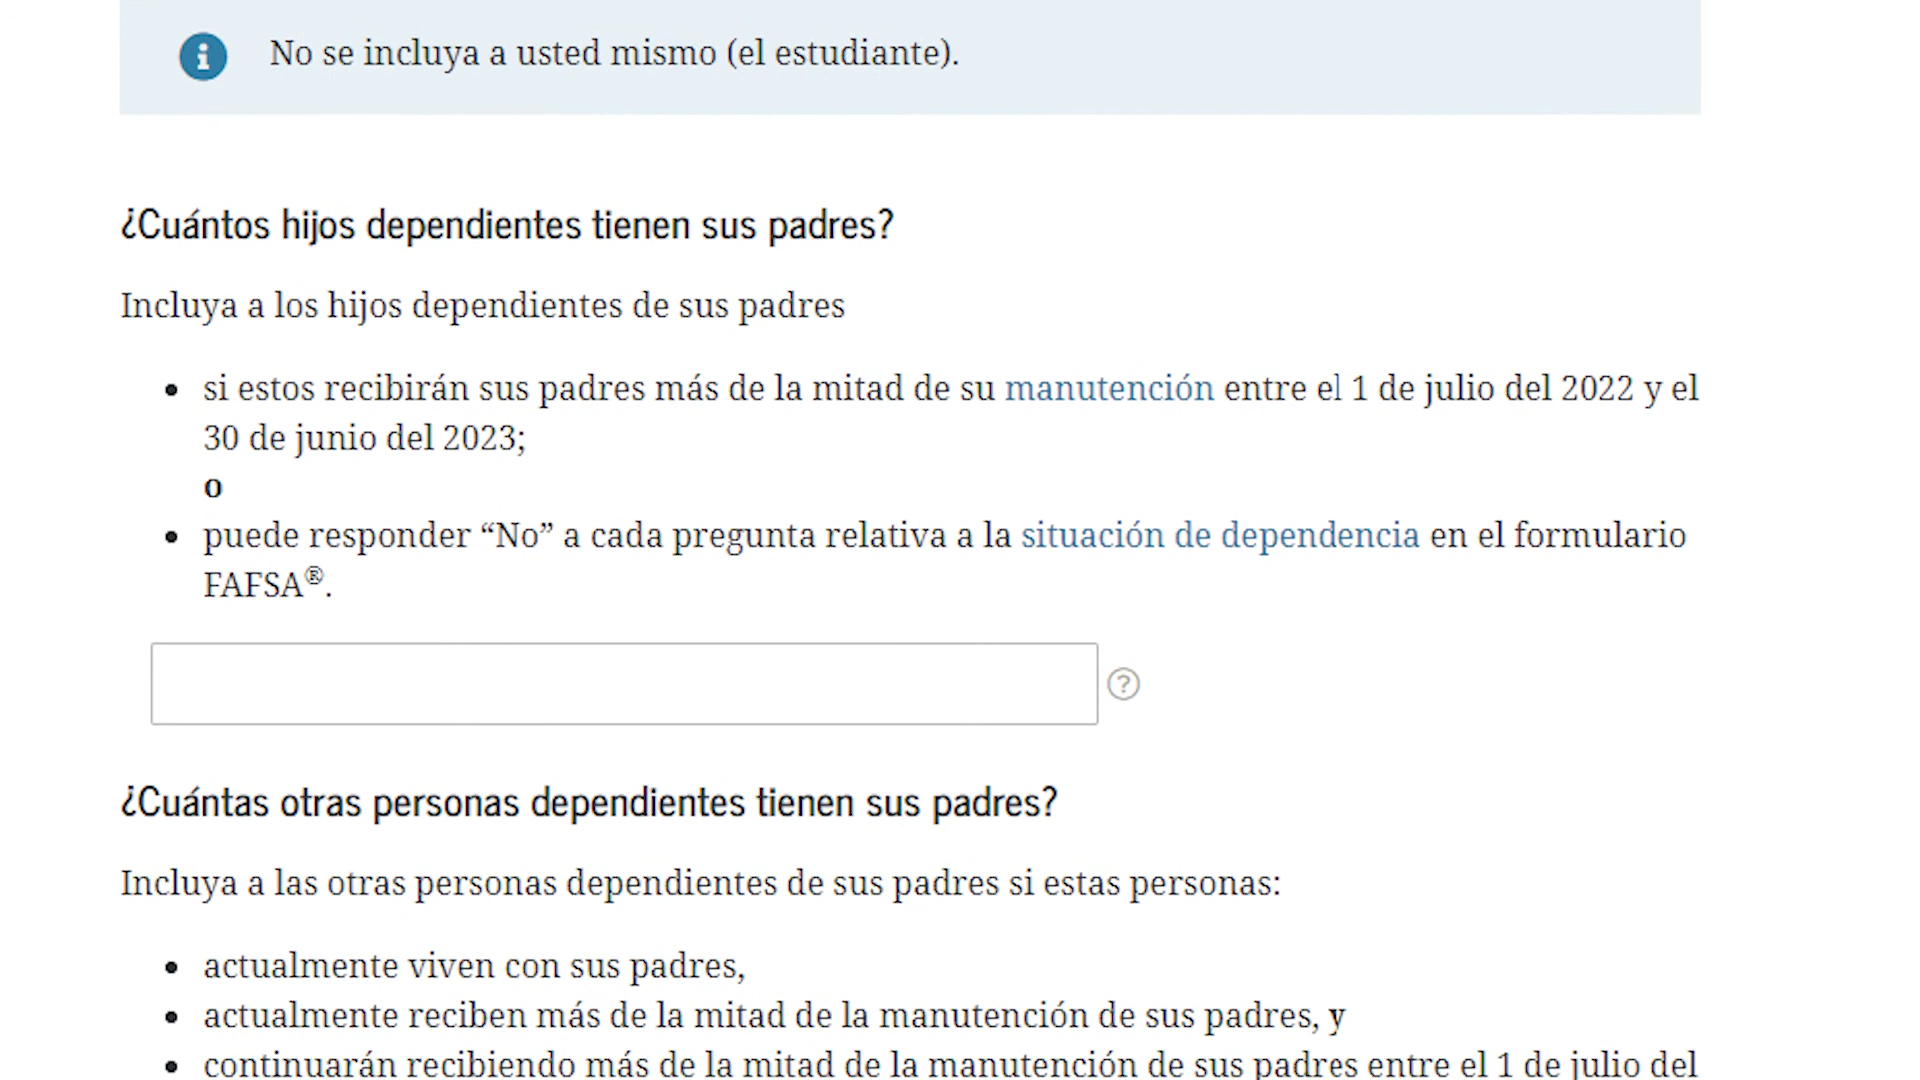 No se incluya a usted mismo (el estudiante).
¿Cuántos hijos dependientes tienen sus padres?
Incluya a los hijos dependientes de sus padres
si estos recibirán sus padres más de la mitad de su manutención entre el 1 de julio del 2022 y el
30 de junio del 2023;
o
puede responder “No” a cada pregunta relativa a la situación de dependencia en el formulario
FAFSA®.
¿Cuántas otras personas dependientes tienen sus padres?
Incluya a las otras personas dependientes de sus padres si estas personas:
actualmente viven con sus padres,
actualmente reciben más de la mitad de la manutención de sus padres, y
continuarán recibiendo más de la mitad de la manutención de sus padres entre el 1 de julio del